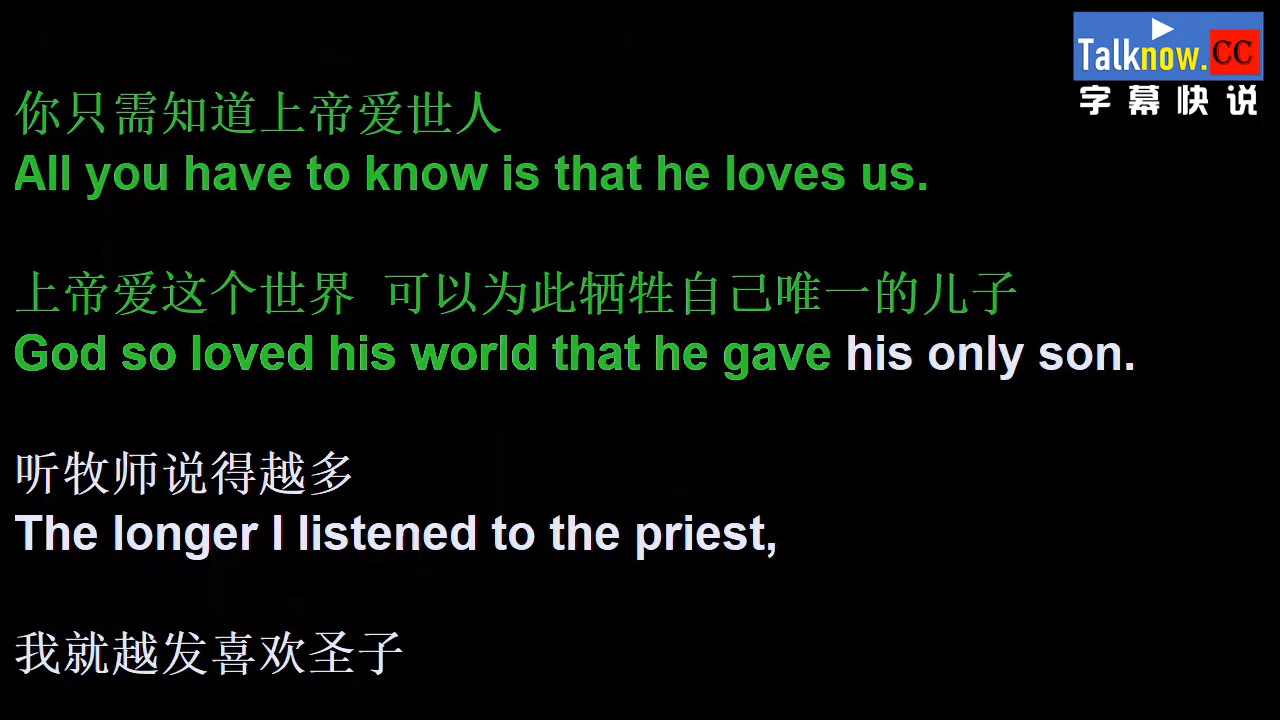 Talknow.CC
字幕快说
你只需知道上帝爱世人
All you have to know is that he loves us.
上帝爱这个世界 可以为此牺牲自己唯一的儿子
God so loved his world that he gave his only son.
听牧师说得越多
The longer I listened to the priest,
我就越发喜欢圣子